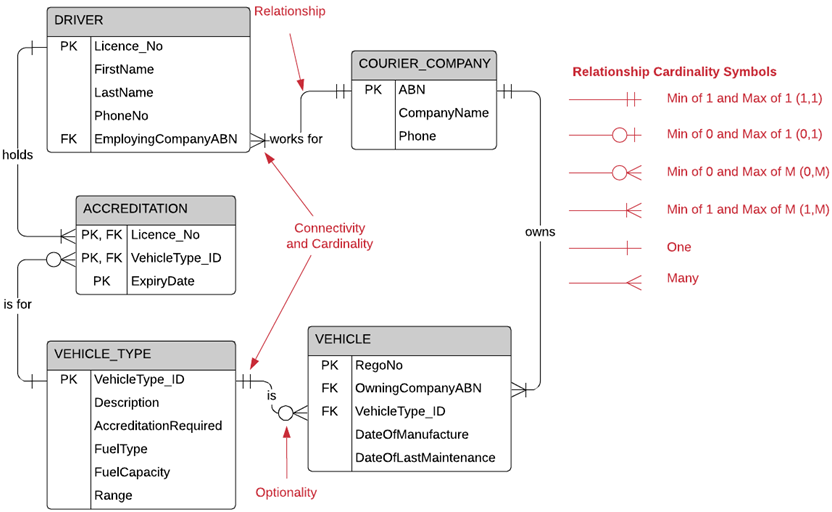 Relationship
DRIVER
PK Licence_No
FirstName
LastName
PhoneNo
FK EmployingCompanyABN
works for
COURIER_COMPANY
PK ABN
CompanyName
Phone
Relationship Cardinality Symbols
Min of 1 and Max of 1 (1,1)
Min of 0 and Max of 1 (0,1)
Min of 0 and Max of M (0,M)
Min of 1 and Max of M (1,M)
One
Many
holds
ACCREDITATION
PK, FK Licence_No
PK, FK VehicleType_ID
PK ExpiryDate
Connectivity
and Cardinality
owns
is for
VEHICLE_TYPE
PK VehicleType_ID
Description
AccreditationRequired
FuelType
FuelCapacity
Range
is
VEHICLE
PK RegoNo
FK OwningCompanyABN
FK VehicleType_ID
DateOfManufacture
DateOfLastMaintenance
Optionality